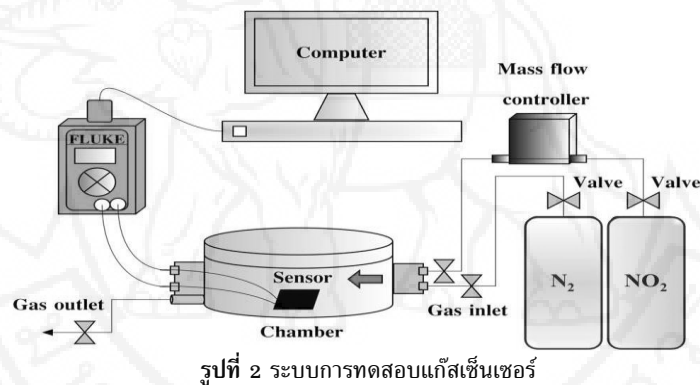 Computer
Mass flow
controller
FLUKE
Valve
Valve
Sensor
N₂
NO₂
Gas inlet
Gas outlet
Chamber
รูปที่ 2 ระบบการทดสอบแก๊สเซ็นเซอร์